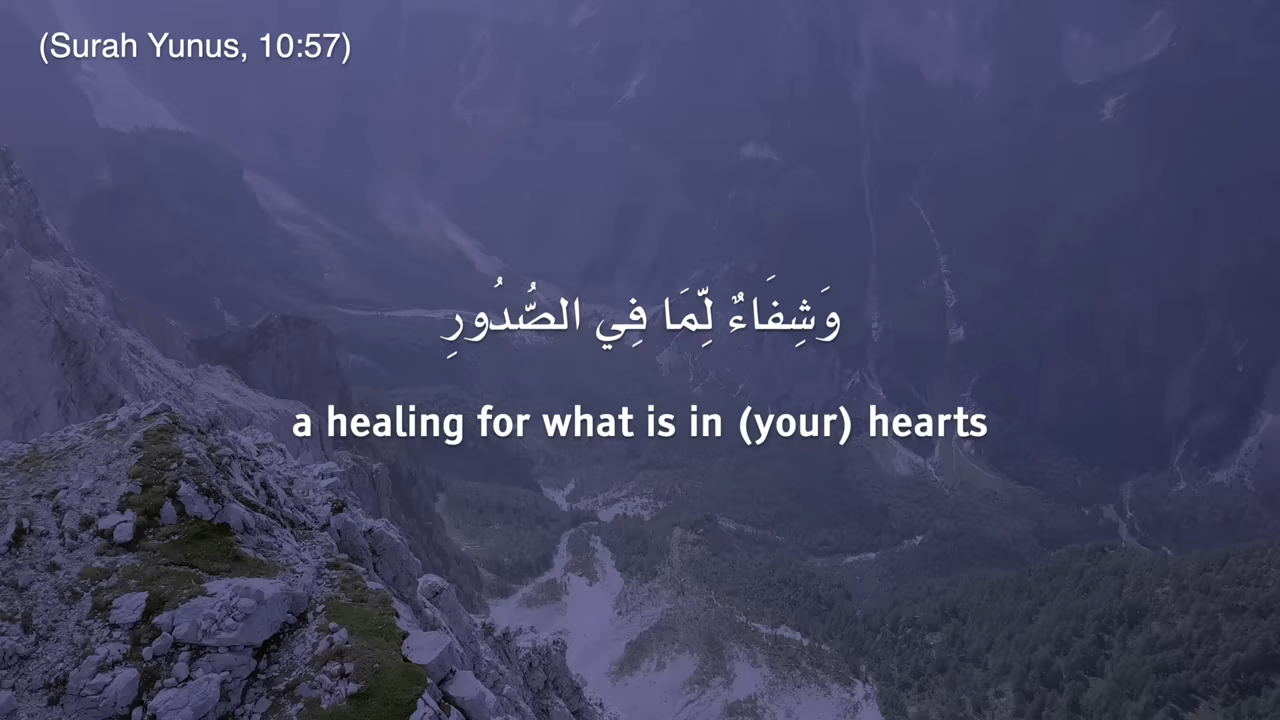 (Surah Yunus, 10:57)
وَشِفَاءٌ لِّمَا فِي الصُّدُورِ
a healing for what is in (your) hearts